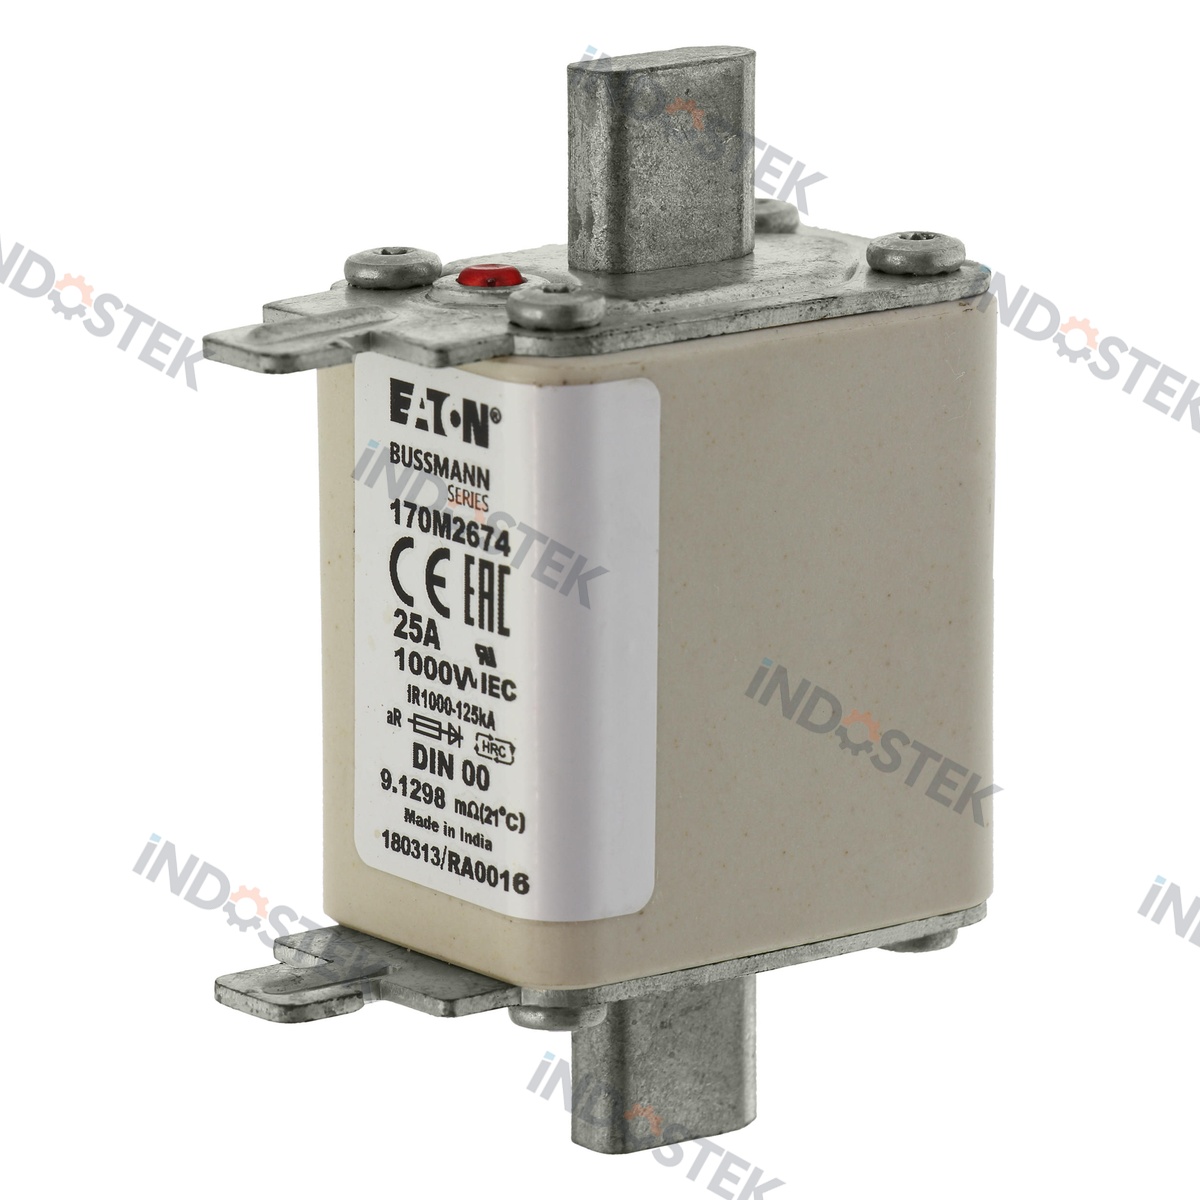 EATON®
BUSSMANN
SERIES
170M2674
CE EAC
25A
1000V~IEC
IR1000-125kA
aR HRC
DIN 00
9.1298 mΩ(21°C)
Made in India
180313/RA0016
iNDOSTEK
iNDOSTEK
iNDOSTEK
iNDOSTEK
iNDOSTEK
iNDOSTEK
iNDOSTEK
iND